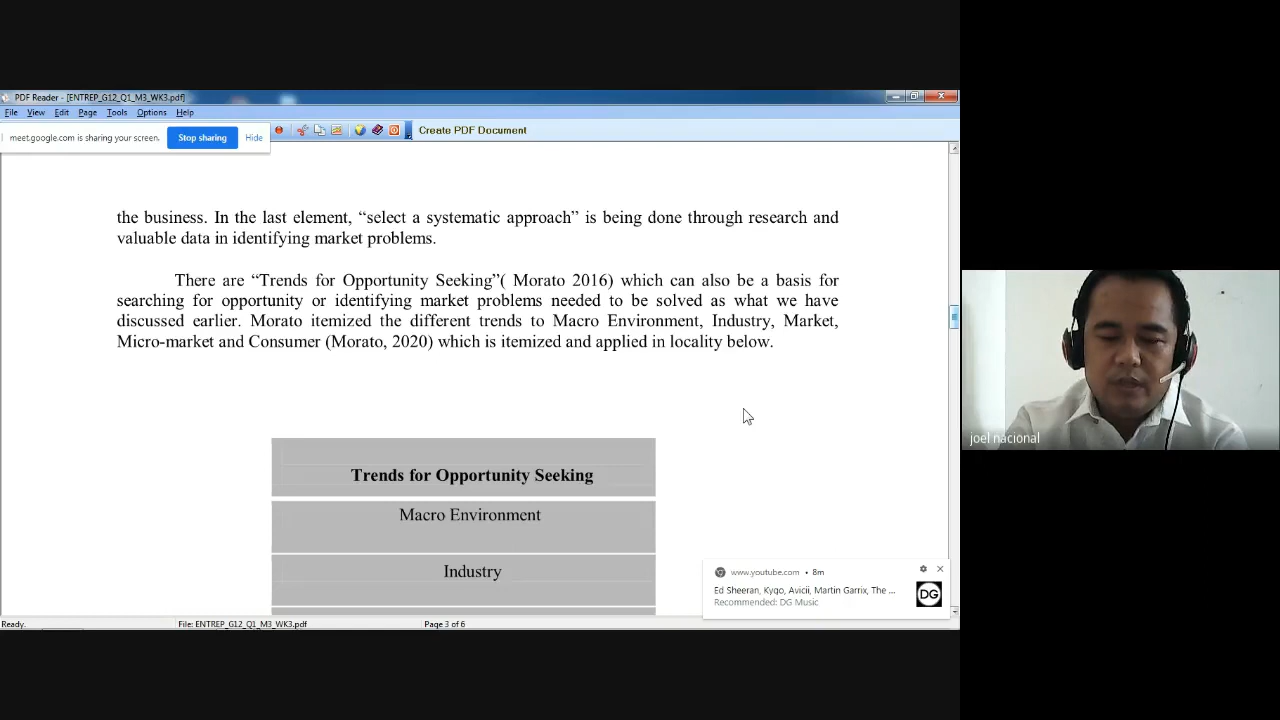 PDF Reader - [ENTREP_G12_Q1_M3_WK3.pdf]
File View Edit Page Tools Options Help
meet.google.com is sharing your screen. Stop sharing Hide
Create PDF Document
the business. In the last element, “select a systematic approach” is being done through research and
valuable data in identifying market problems.
There are “Trends for Opportunity Seeking”( Morato 2016) which can also be a basis for
searching for opportunity or identifying market problems needed to be solved as what we have
discussed earlier. Morato itemized the different trends to Macro Environment, Industry, Market,
Micro-market and Consumer (Morato, 2020) which is itemized and applied in locality below.
Trends for Opportunity Seeking
Macro Environment
Industry
joel nacional
www.youtube.com • 8m
Ed Sheeran, Kygo, Avicii, Martin Garrix, The ...
Recommended: DG Music
DG
Ready. File: ENTREP_G12_Q1_M3_WK3.pdf Page 3 of 6